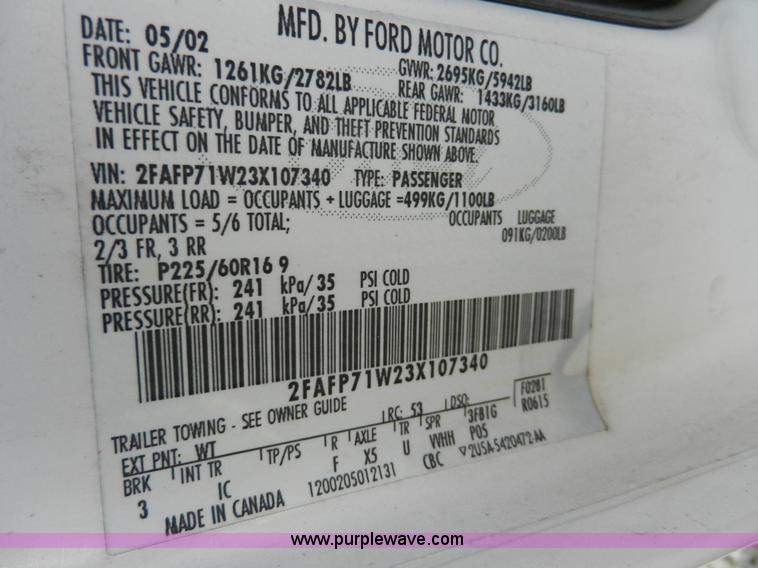 DATE: 05/02 MFD. BY FORD MOTOR CO.
FRONT GAWR: 1261KG/2782LB GVWR: 2695KG/5942LB
REAR GAWR: 1433KG/3160LB
THIS VEHICLE CONFORMS TO ALL APPLICABLE FEDERAL MOTOR
VEHICLE SAFETY, BUMPER, AND THEFT PREVENTION STANDARDS
IN EFFECT ON THE DATE OF MANUFACTURE SHOWN ABOVE.
VIN: 2FAFP71W23X107340 TYPE: PASSENGER
MAXIMUM LOAD = OCCUPANTS + LUGGAGE =499KG/1100LB
OCCUPANTS = 5/6 TOTAL; OCCUPANTS LUGGAGE
2/3 FR, 3 RR 091KG/0200LB
TIRE: P225/60R16 9
PRESSURE(FR): 241 kPa/35 PSI COLD
PRESSURE(RR): 241 kPa/35 PSI COLD
2FAFP71W23X107340
TRAILER TOWING - SEE OWNER GUIDE
EXT PNT: WT RC: 53 DSO: F0281
BRK INT TR TP/PS R AXLE TR SPR 3FB1G R0615
3 IC F X5 U VVHH POS
MADE IN CANADA 1200205012131 CBC 2USA-5420472-AA
www.purplewave.com